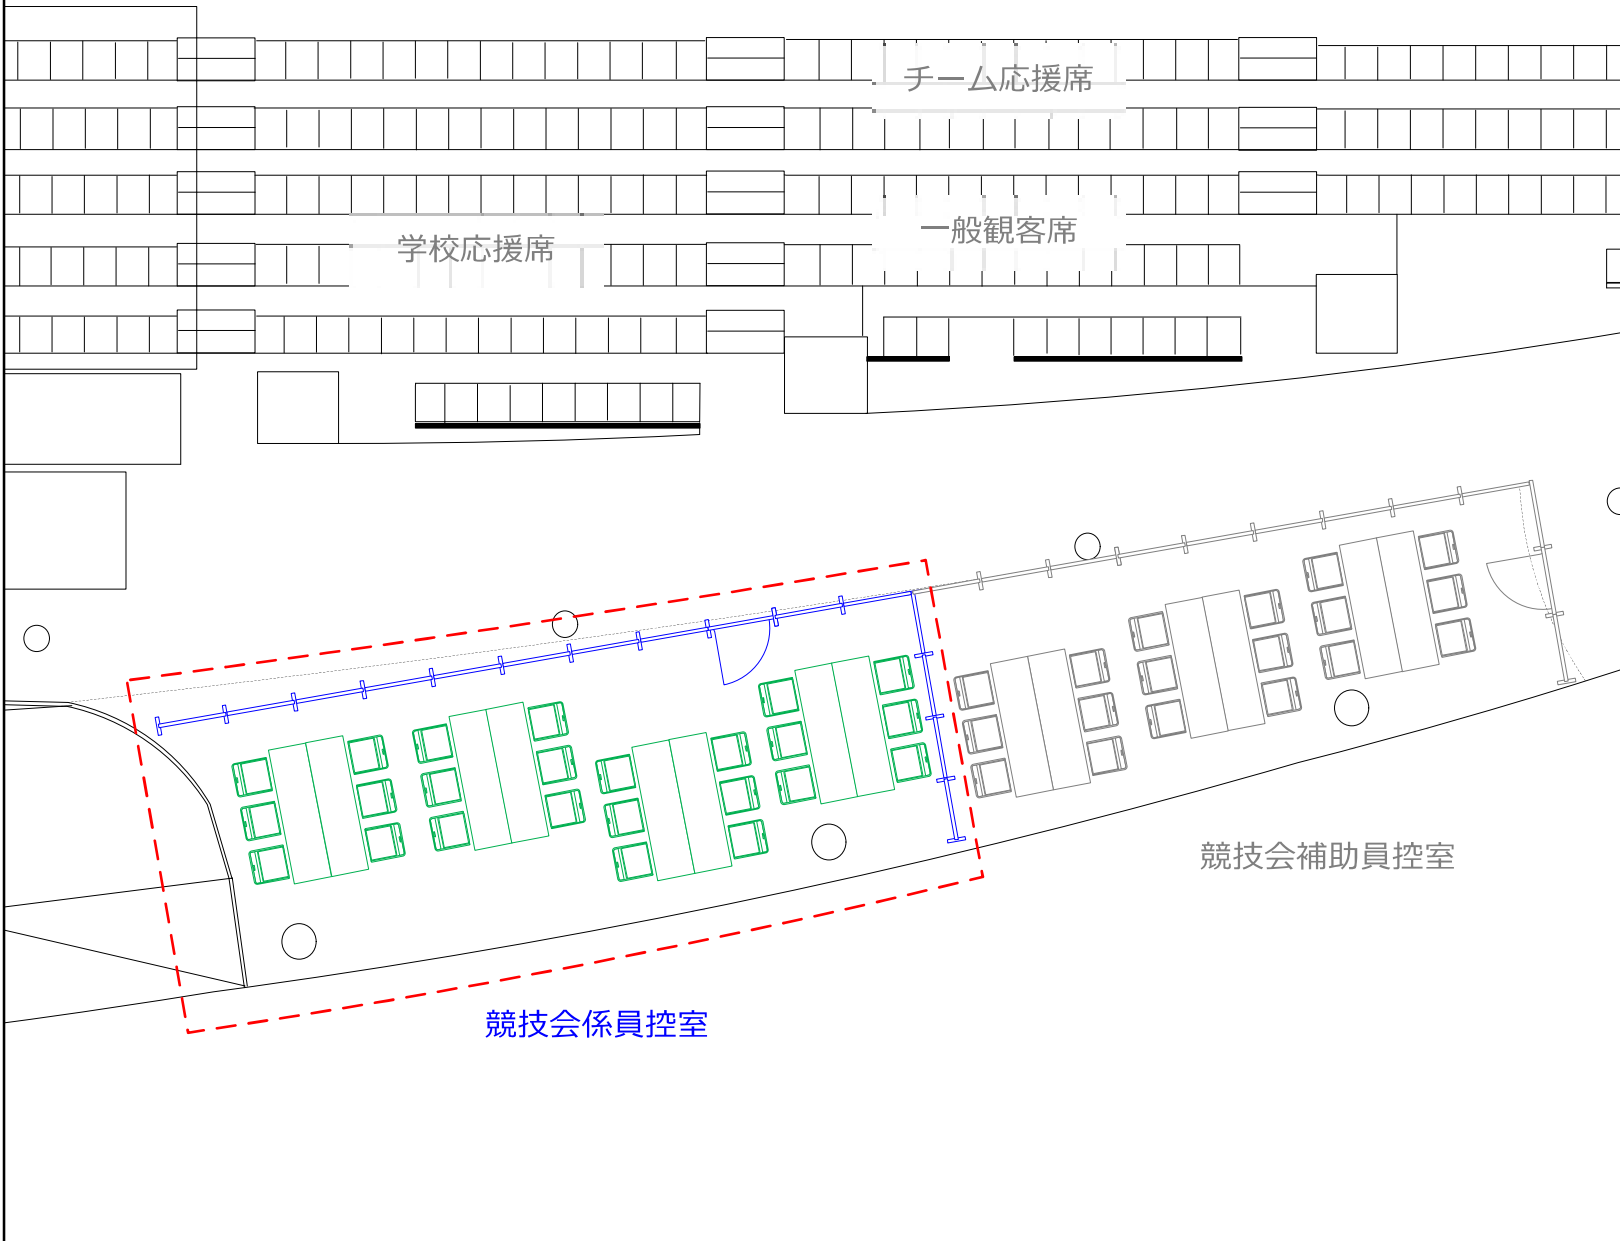 チーム応援席
一般観客席
学校応援席
競技会補助員控室
競技会係員控室